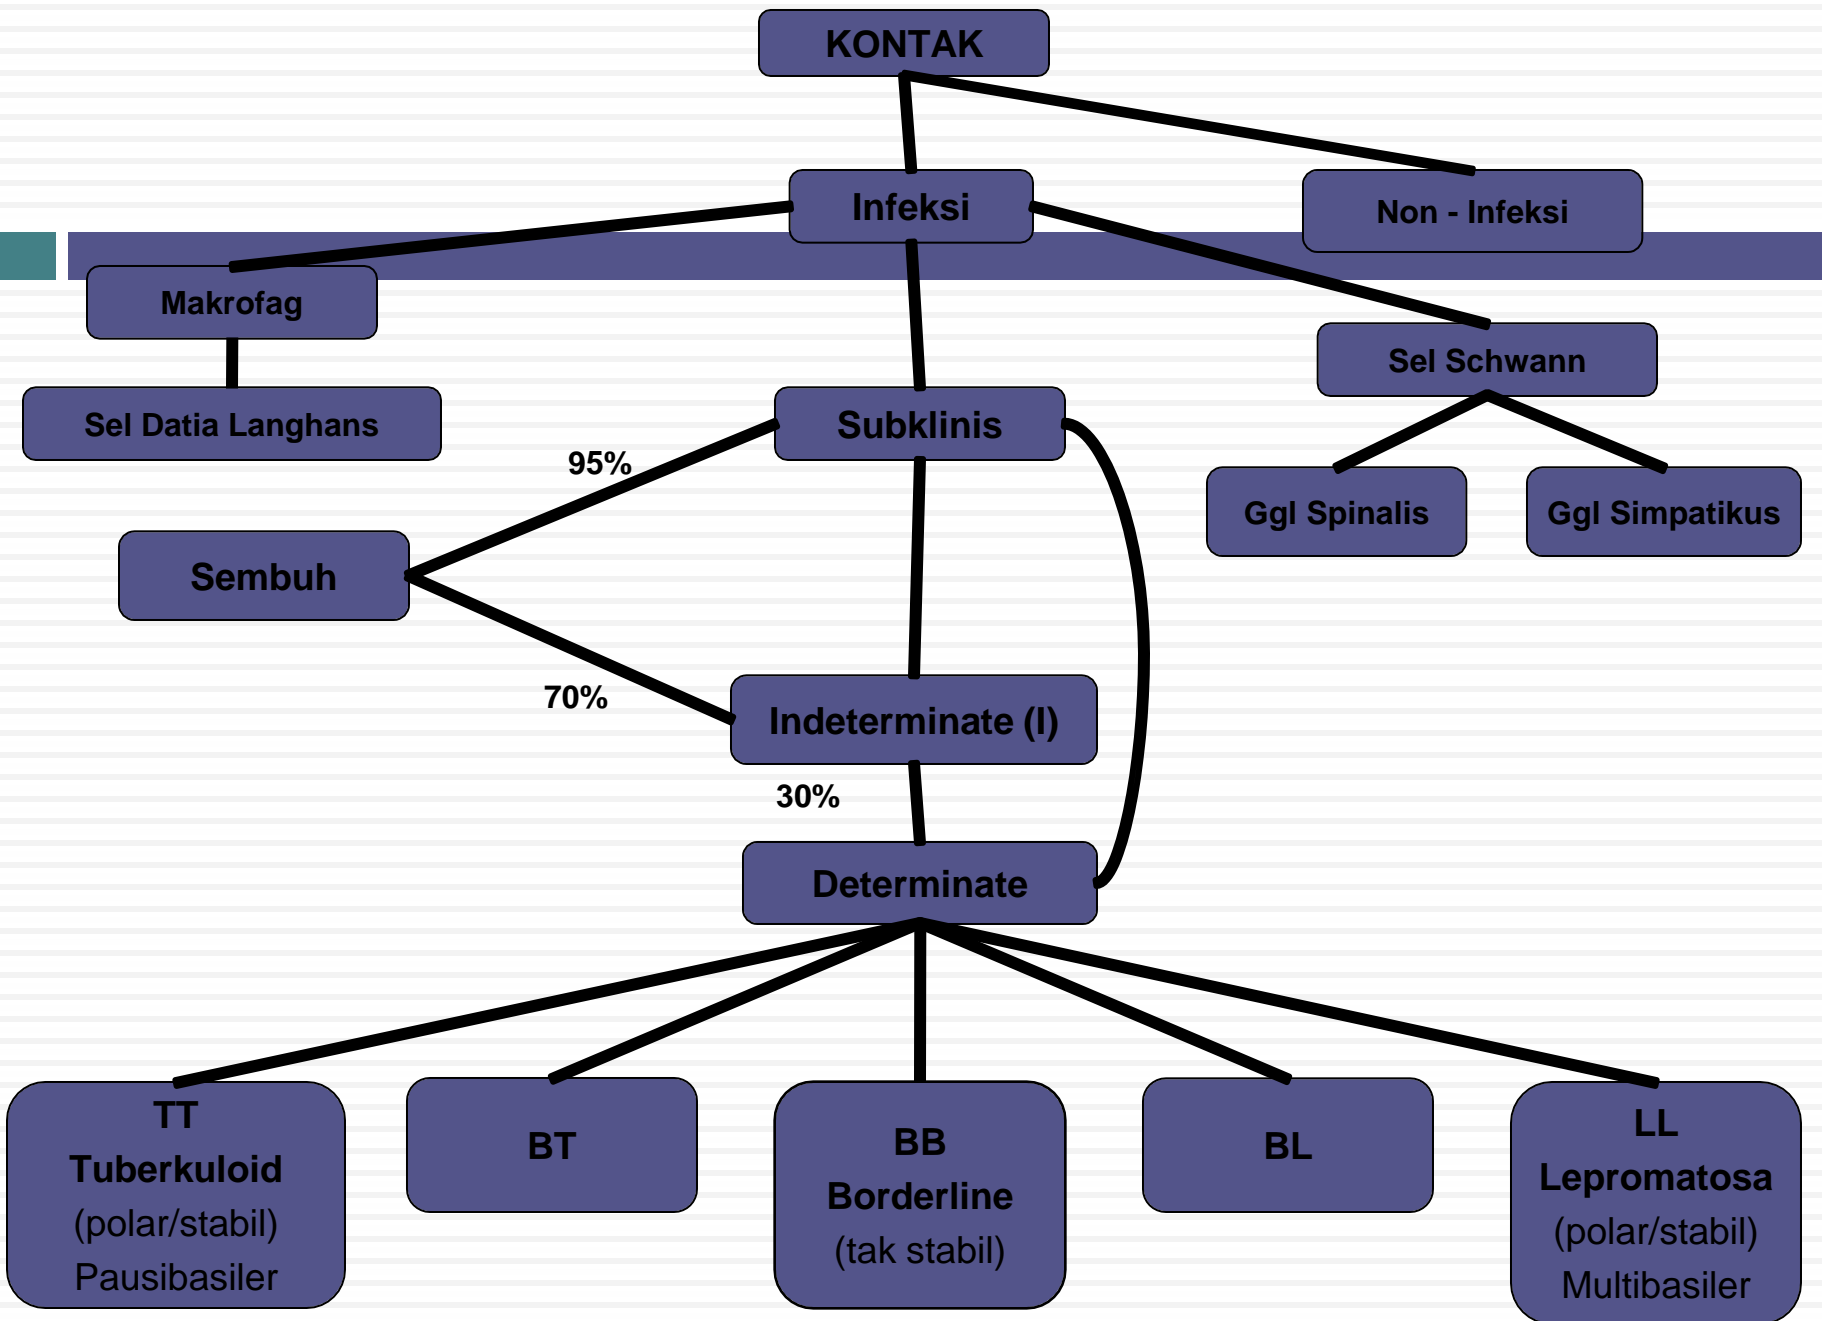 KONTAK
Infeksi
Non - Infeksi
Makrofag
Sel Schwann
Sel Datia Langhans
Subklinis
95%
Ggl Spinalis
Ggl Simpatikus
Sembuh
70%
Indeterminate (I)
30%
Determinate
TT
Tuberkuloid
(polar/stabil)
Pausibasiler
BT
BB
Borderline
(tak stabil)
BL
LL
Lepromatosa
(polar/stabil)
Multibasiler